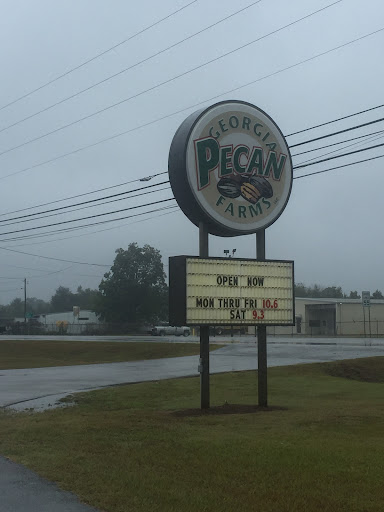 GEORGIA
PECAN
FARMS
OPEN NOW
MON THRU FRI 10.6
SAT 9.3